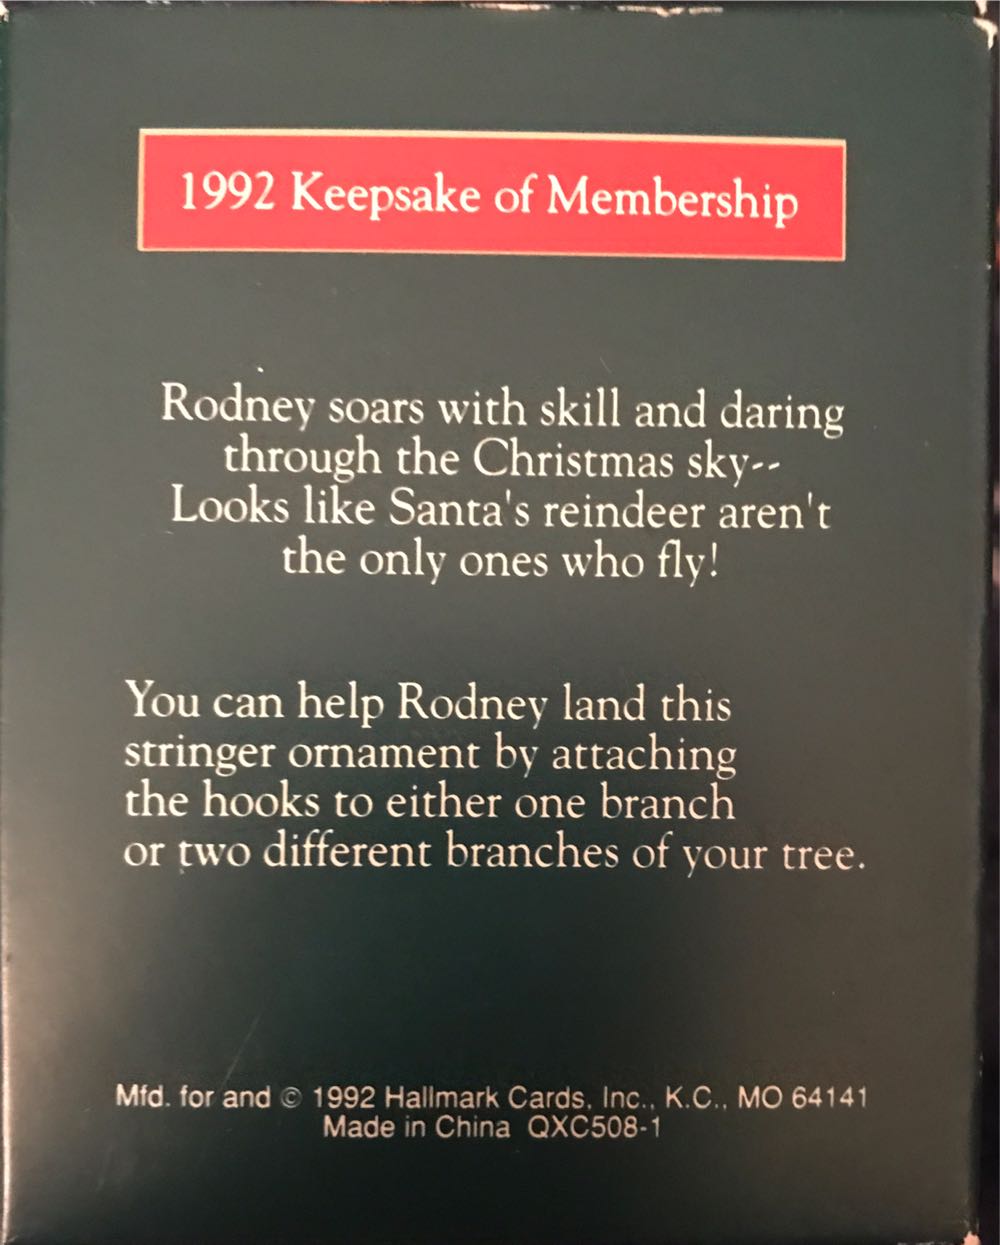 1992 Keepsake of Membership
Rodney soars with skill and daring
through the Christmas sky--
Looks like Santa's reindeer aren't
the only ones who fly!
You can help Rodney land this
stringer ornament by attaching
the hooks to either one branch
or two different branches of your tree.
Mfd. for and © 1992 Hallmark Cards, Inc., K.C., MO 64141
Made in China QXC508-1